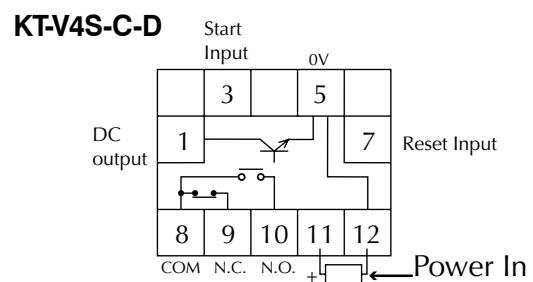 KT-V4S-C-D
Start
Input
0V
3
5
DC
output
1
7
Reset Input
8
9
10
11
12
COM
N.C.
N.O.
+
Power In